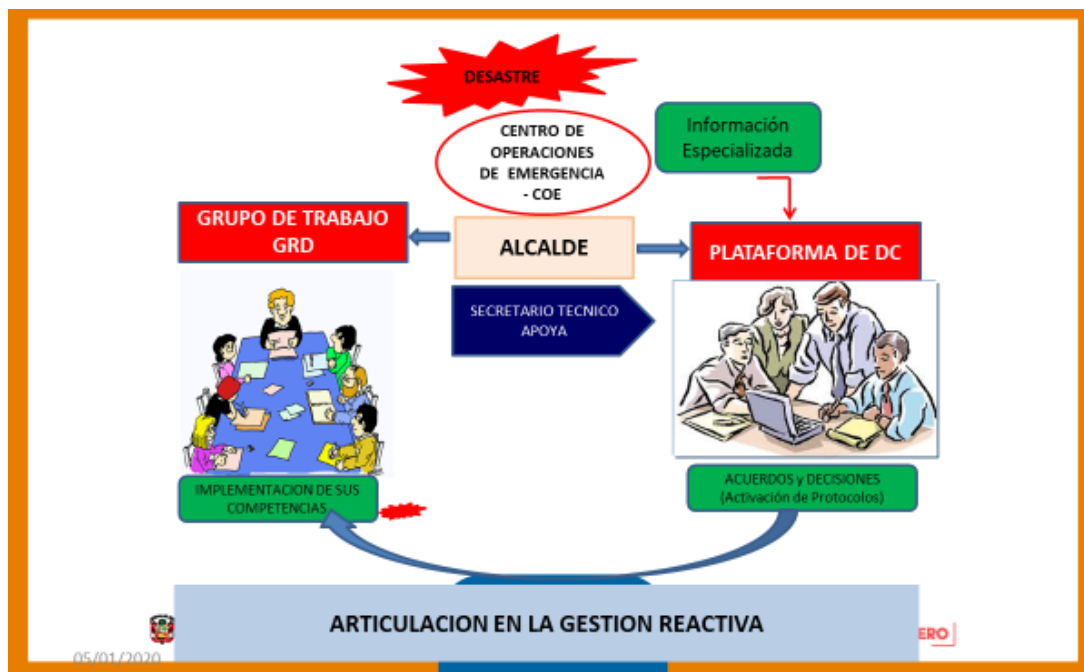 DESASTRE
CENTRO DE
OPERACIONES
DE EMERGENCIA
- COE
Información
Especializada
GRUPO DE TRABAJO
GRD
ALCALDE
PLATAFORMA DE DC
SECRETARIO TECNICO
APOYA
IMPLEMENTACION DE SUS
COMPETENCIAS
ACUERDOS y DECISIONES
(Activación de Protocolos)
ARTICULACION EN LA GESTION REACTIVA
ERO
05/01/2020